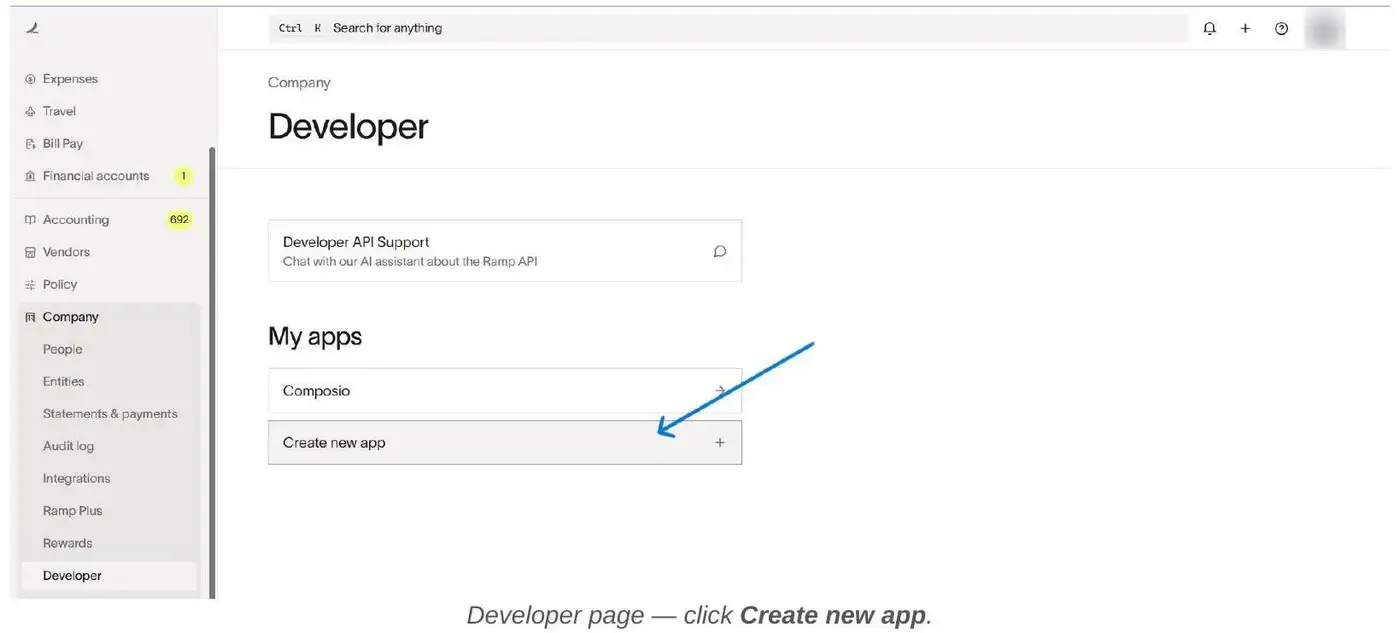 Ctrl K Search for anything
Expenses
Travel
Bill Pay
Financial accounts 1
Accounting 692
Vendors
Policy
Company
People
Entities
Statements & payments
Audit log
Integrations
Ramp Plus
Rewards
Developer
Company
Developer
Developer API Support
Chat with our AI assistant about the Ramp API
My apps
Composio
Create new app
Developer page — click Create new app.